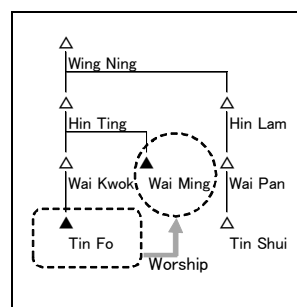 Wing Ning
Hin Ting
Hin Lam
Wai Kwok
Wai Ming
Wai Pan
Tin Fo
Tin Shui
Worship